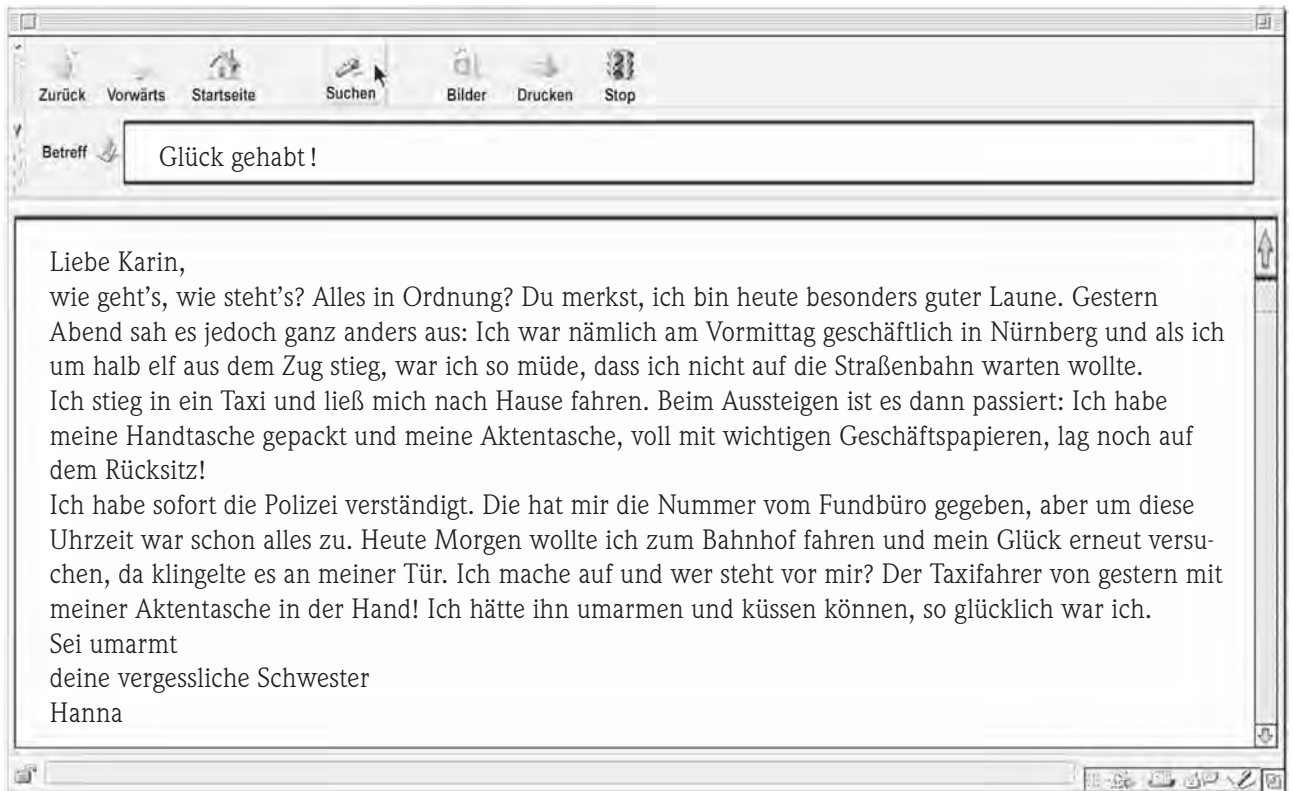 Zurück Vorwärts Startseite Suchen Bilder Drucken Stop
Betreff Glück gehabt!
Liebe Karin,
wie geht's, wie steht's? Alles in Ordnung? Du merkst, ich bin heute besonders guter Laune. Gestern
Abend sah es jedoch ganz anders aus: Ich war nämlich am Vormittag geschäftlich in Nürnberg und als ich
um halb elf aus dem Zug stieg, war ich so müde, dass ich nicht auf die Straßenbahn warten wollte.
Ich stieg in ein Taxi und ließ mich nach Hause fahren. Beim Aussteigen ist es dann passiert: Ich habe
meine Handtasche gepackt und meine Aktentasche, voll mit wichtigen Geschäftspapieren, lag noch auf
dem Rücksitz!
Ich habe sofort die Polizei verständigt. Die hat mir die Nummer vom Fundbüro gegeben, aber um diese
Uhrzeit war schon alles zu. Heute Morgen wollte ich zum Bahnhof fahren und mein Glück erneut versu-
chen, da klingelte es an meiner Tür. Ich mache auf und wer steht vor mir? Der Taxifahrer von gestern mit
meiner Aktentasche in der Hand! Ich hätte ihn umarmen und küssen können, so glücklich war ich.
Sei umarmt
deine vergessliche Schwester
Hanna